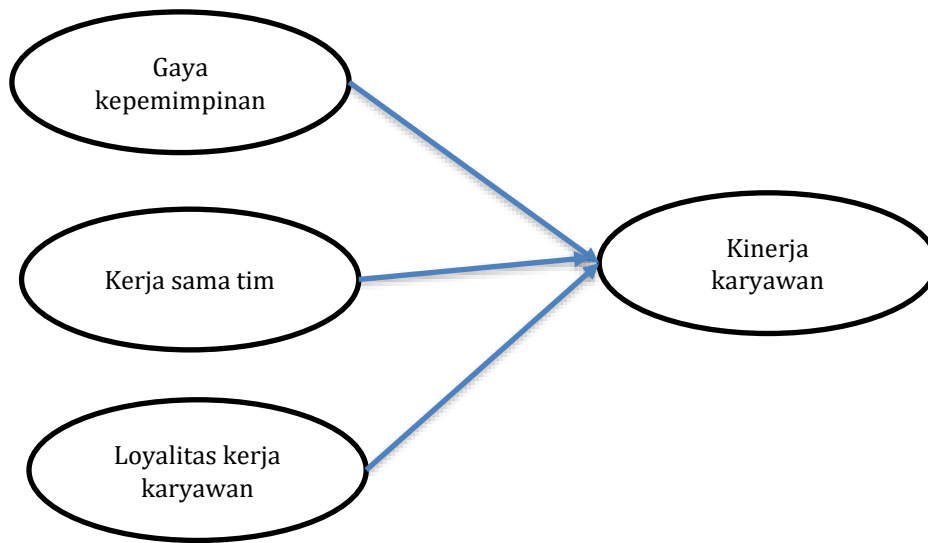 Gaya
kepemimpinan
Kerja sama tim
Loyalitas kerja
karyawan
Kinerja
karyawan